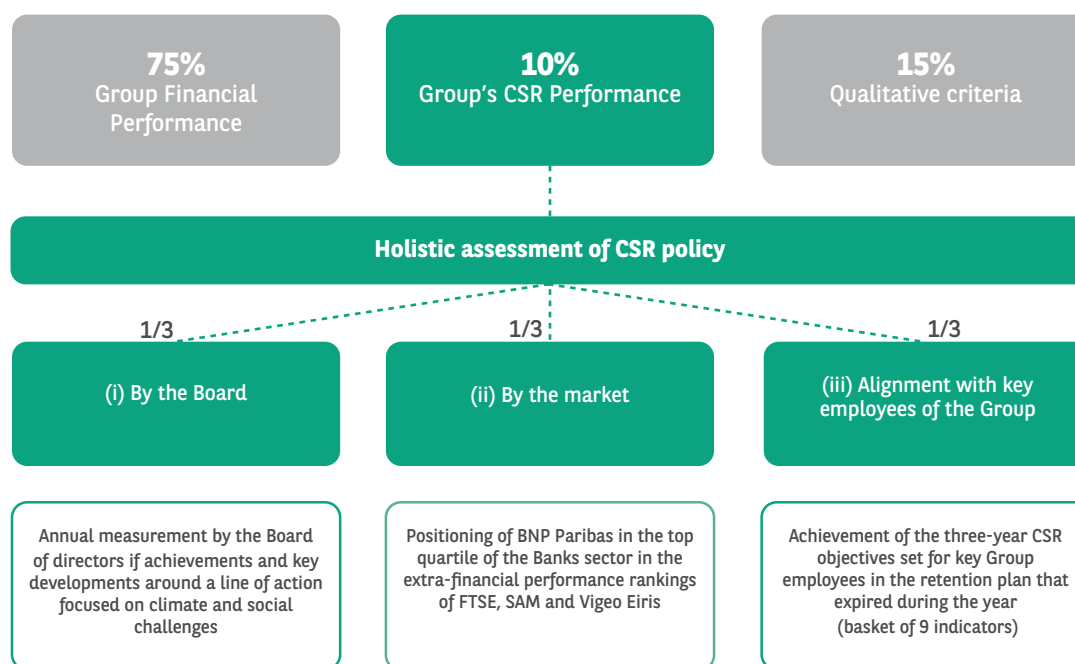 75%
Group Financial
Performance
10%
Group's CSR Performance
15%
Qualitative criteria
Holistic assessment of CSR policy
1/3
1/3
1/3
(i) By the Board
(ii) By the market
(iii) Alignment with key
employees of the Group
Annual measurement by the Board
of directors if achievements and key
developments around a line of action
focused on climate and social
challenges
Positioning of BNP Paribas in the top
quartile of the Banks sector in the
extra-financial performance rankings
of FTSE, SAM and Vigeo Eiris
Achievement of the three-year CSR
objectives set for key Group
employees in the retention plan that
expired during the year
(basket of 9 indicators)